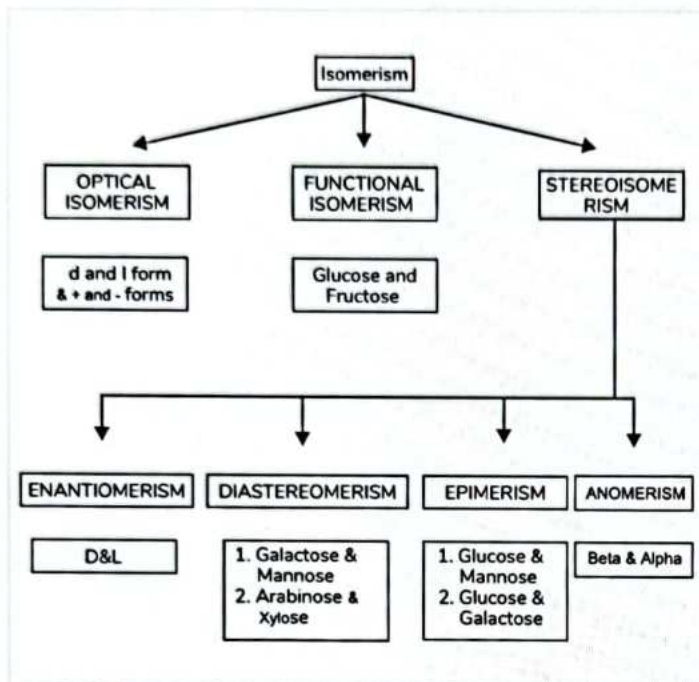 Isomerism
OPTICAL
ISOMERISM
FUNCTIONAL
ISOMERISM
STEREOISOME
RISM
d and l form
& + and - forms
Glucose and
Fructose
ENANTIOMERISM
DIASTEREOMERISM
EPIMERISM
ANOMERISM
D&L
1. Galactose &
Mannose
2. Arabinose &
Xylose
1. Glucose &
Mannose
2. Glucose &
Galactose
Beta & Alpha